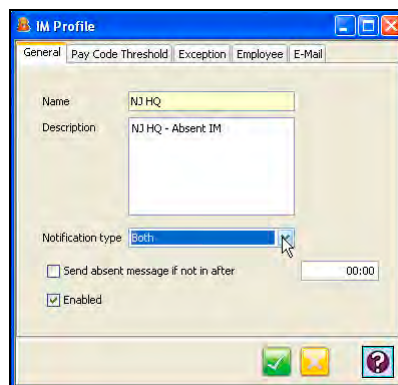 IM Profile
General Pay Code Threshold Exception Employee E-Mail
Name NJ HQ
Description NJ HQ - Absent IM
Notification type Both
Send absent message if not in after 00:00
Enabled
?